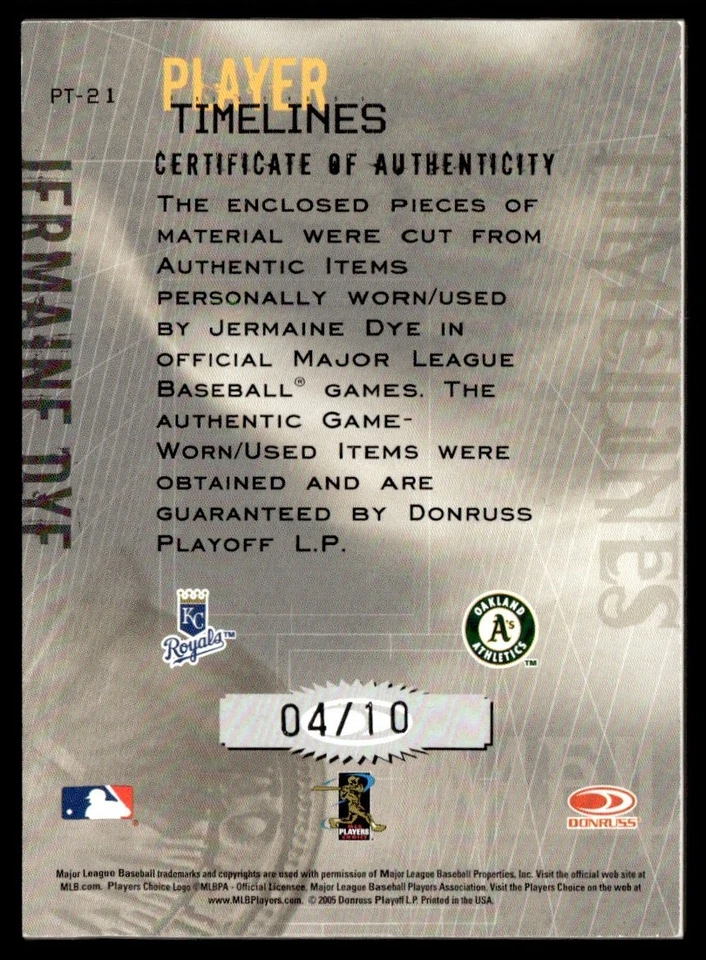 PT-21
PLAYER
TIMELINES
CERTIFICATE OF AUTHENTICITY
THE ENCLOSED PIECES OF
MATERIAL WERE CUT FROM
AUTHENTIC ITEMS
PERSONALLY WORN/USED
BY JERMAINE DYE IN
OFFICIAL MAJOR LEAGUE
BASEBALL® GAMES. THE
AUTHENTIC GAME-
WORN/USED ITEMS WERE
OBTAINED AND ARE
GUARANTEED BY DONRUSS
PLAYOFF L.P.
JERMAINE DYE
TIMELINES
KC
Royals™
OAKLAND
A's
ATHLETICS
TM
04/10
MLB
PLAYERS
CHOICE
DONRUSS
Major League Baseball trademarks and copyrights are used with permission of Major League Baseball Properties, Inc. Visit the official web site at
MLB.com. Players Choice Logo ©MLBPA - Official Licensee, Major League Baseball Players Association. Visit the Players Choice on the web at
www.MLBPlayers.com. © 2005 Donruss Playoff L.P. Printed in the USA.